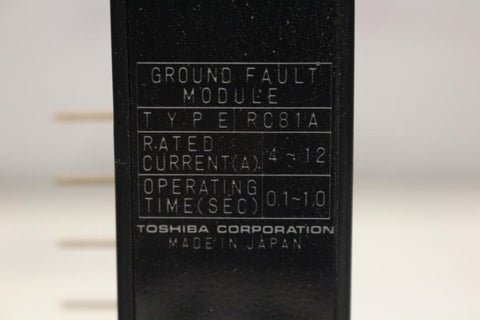 GROUND FAULT
MODULE
TYPE RC81A
RATED
CURRENT(A) 4~12
OPERATING
TIME(SEC) 0.1~1.0
TOSHIBA CORPORATION
MADE IN JAPAN